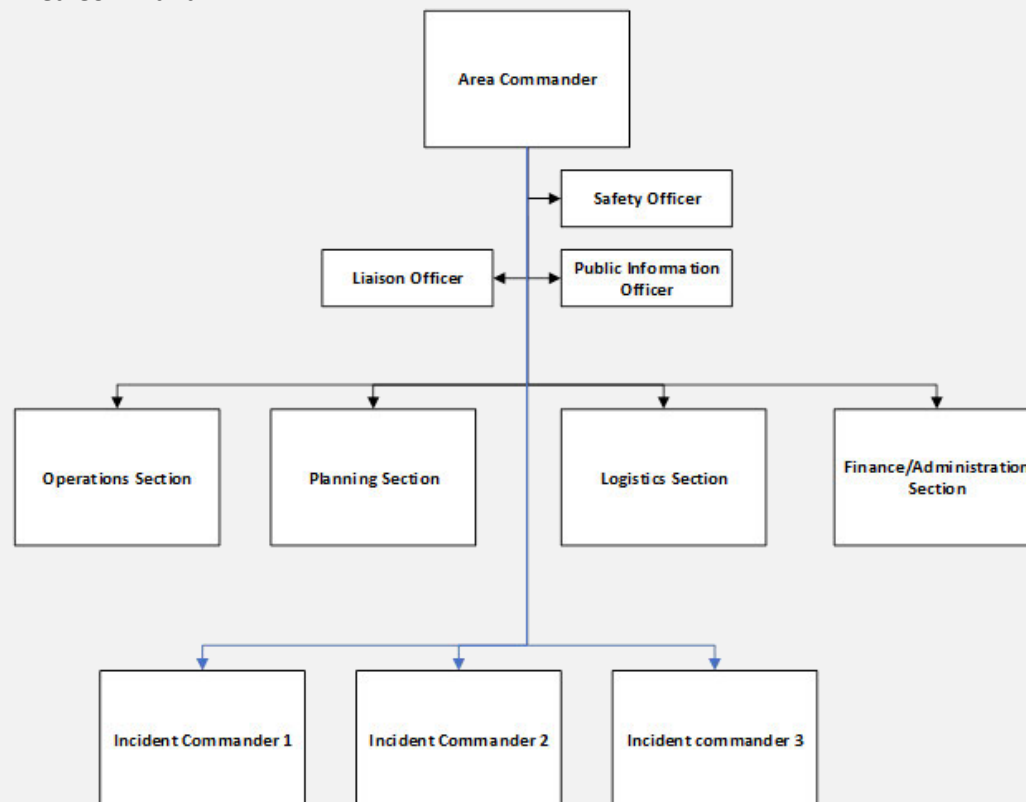 Area Commander
Safety Officer
Liaison Officer
Public Information
Officer
Operations Section
Planning Section
Logistics Section
Finance/Administration
Section
Incident Commander 1
Incident Commander 2
Incident commander 3